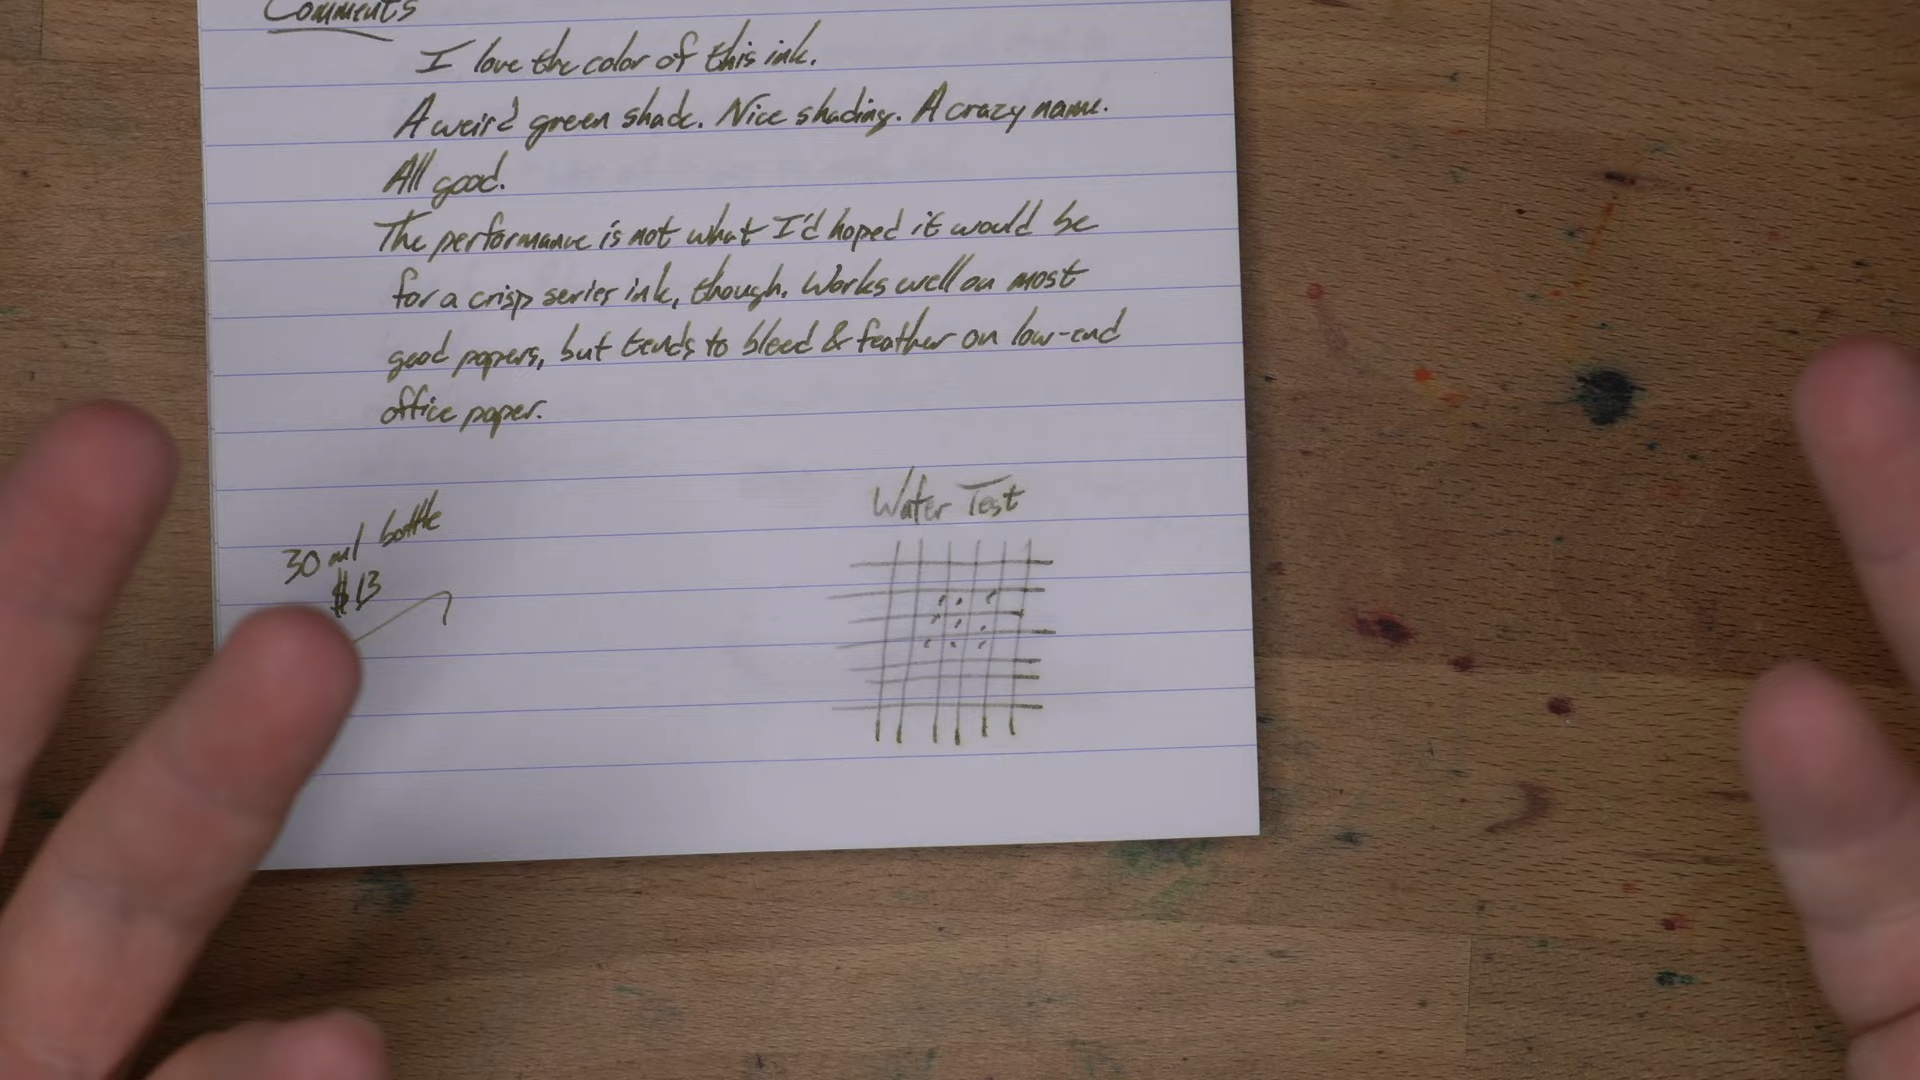 Comments
I love the color of this ink.
A weird green shade. Nice shading. A crazy name.
All good.
The performance is not what I'd hoped it would be
for a crisp series ink, though. Works well on most
good papers, but tends to bleed & feather on low-end
office paper.
30 ml bottle
$13
Water Test